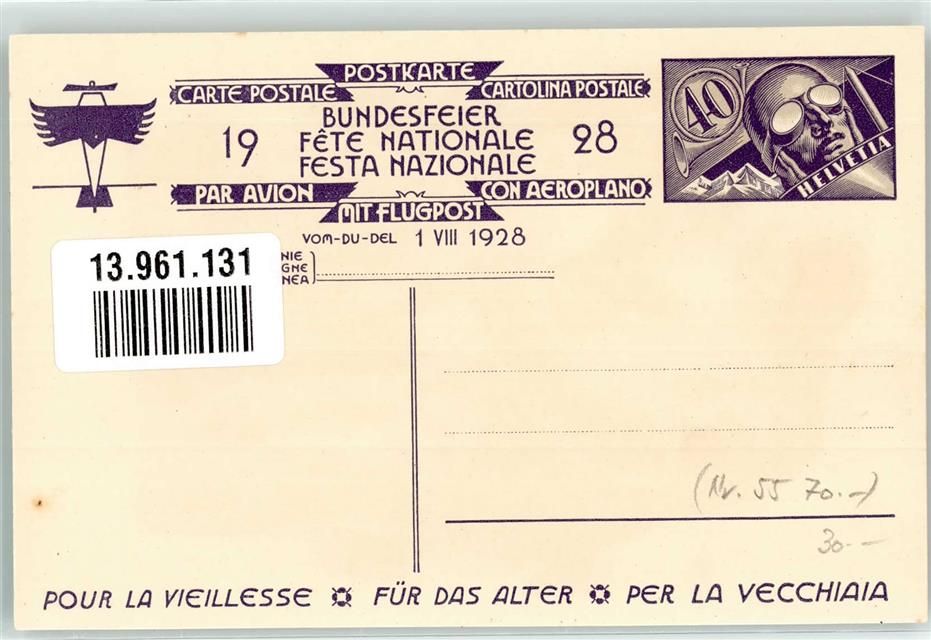 POSTKARTE
CARTE POSTALE CARTOLINA POSTALE
BUNDESFEIER
19 FÊTE NATIONALE 28
FESTA NAZIONALE
PAR AVION CON AEROPLANO
MIT FLUGPOST
40
HELVETIA
VOM-DU-DEL 1 VIII 1928
NIE
GNE
NEA
13.961.131
(Nr. 55 70.-)
30.-
POUR LA VIEILLESSE FÜR DAS ALTER PER LA VECCHIAIA